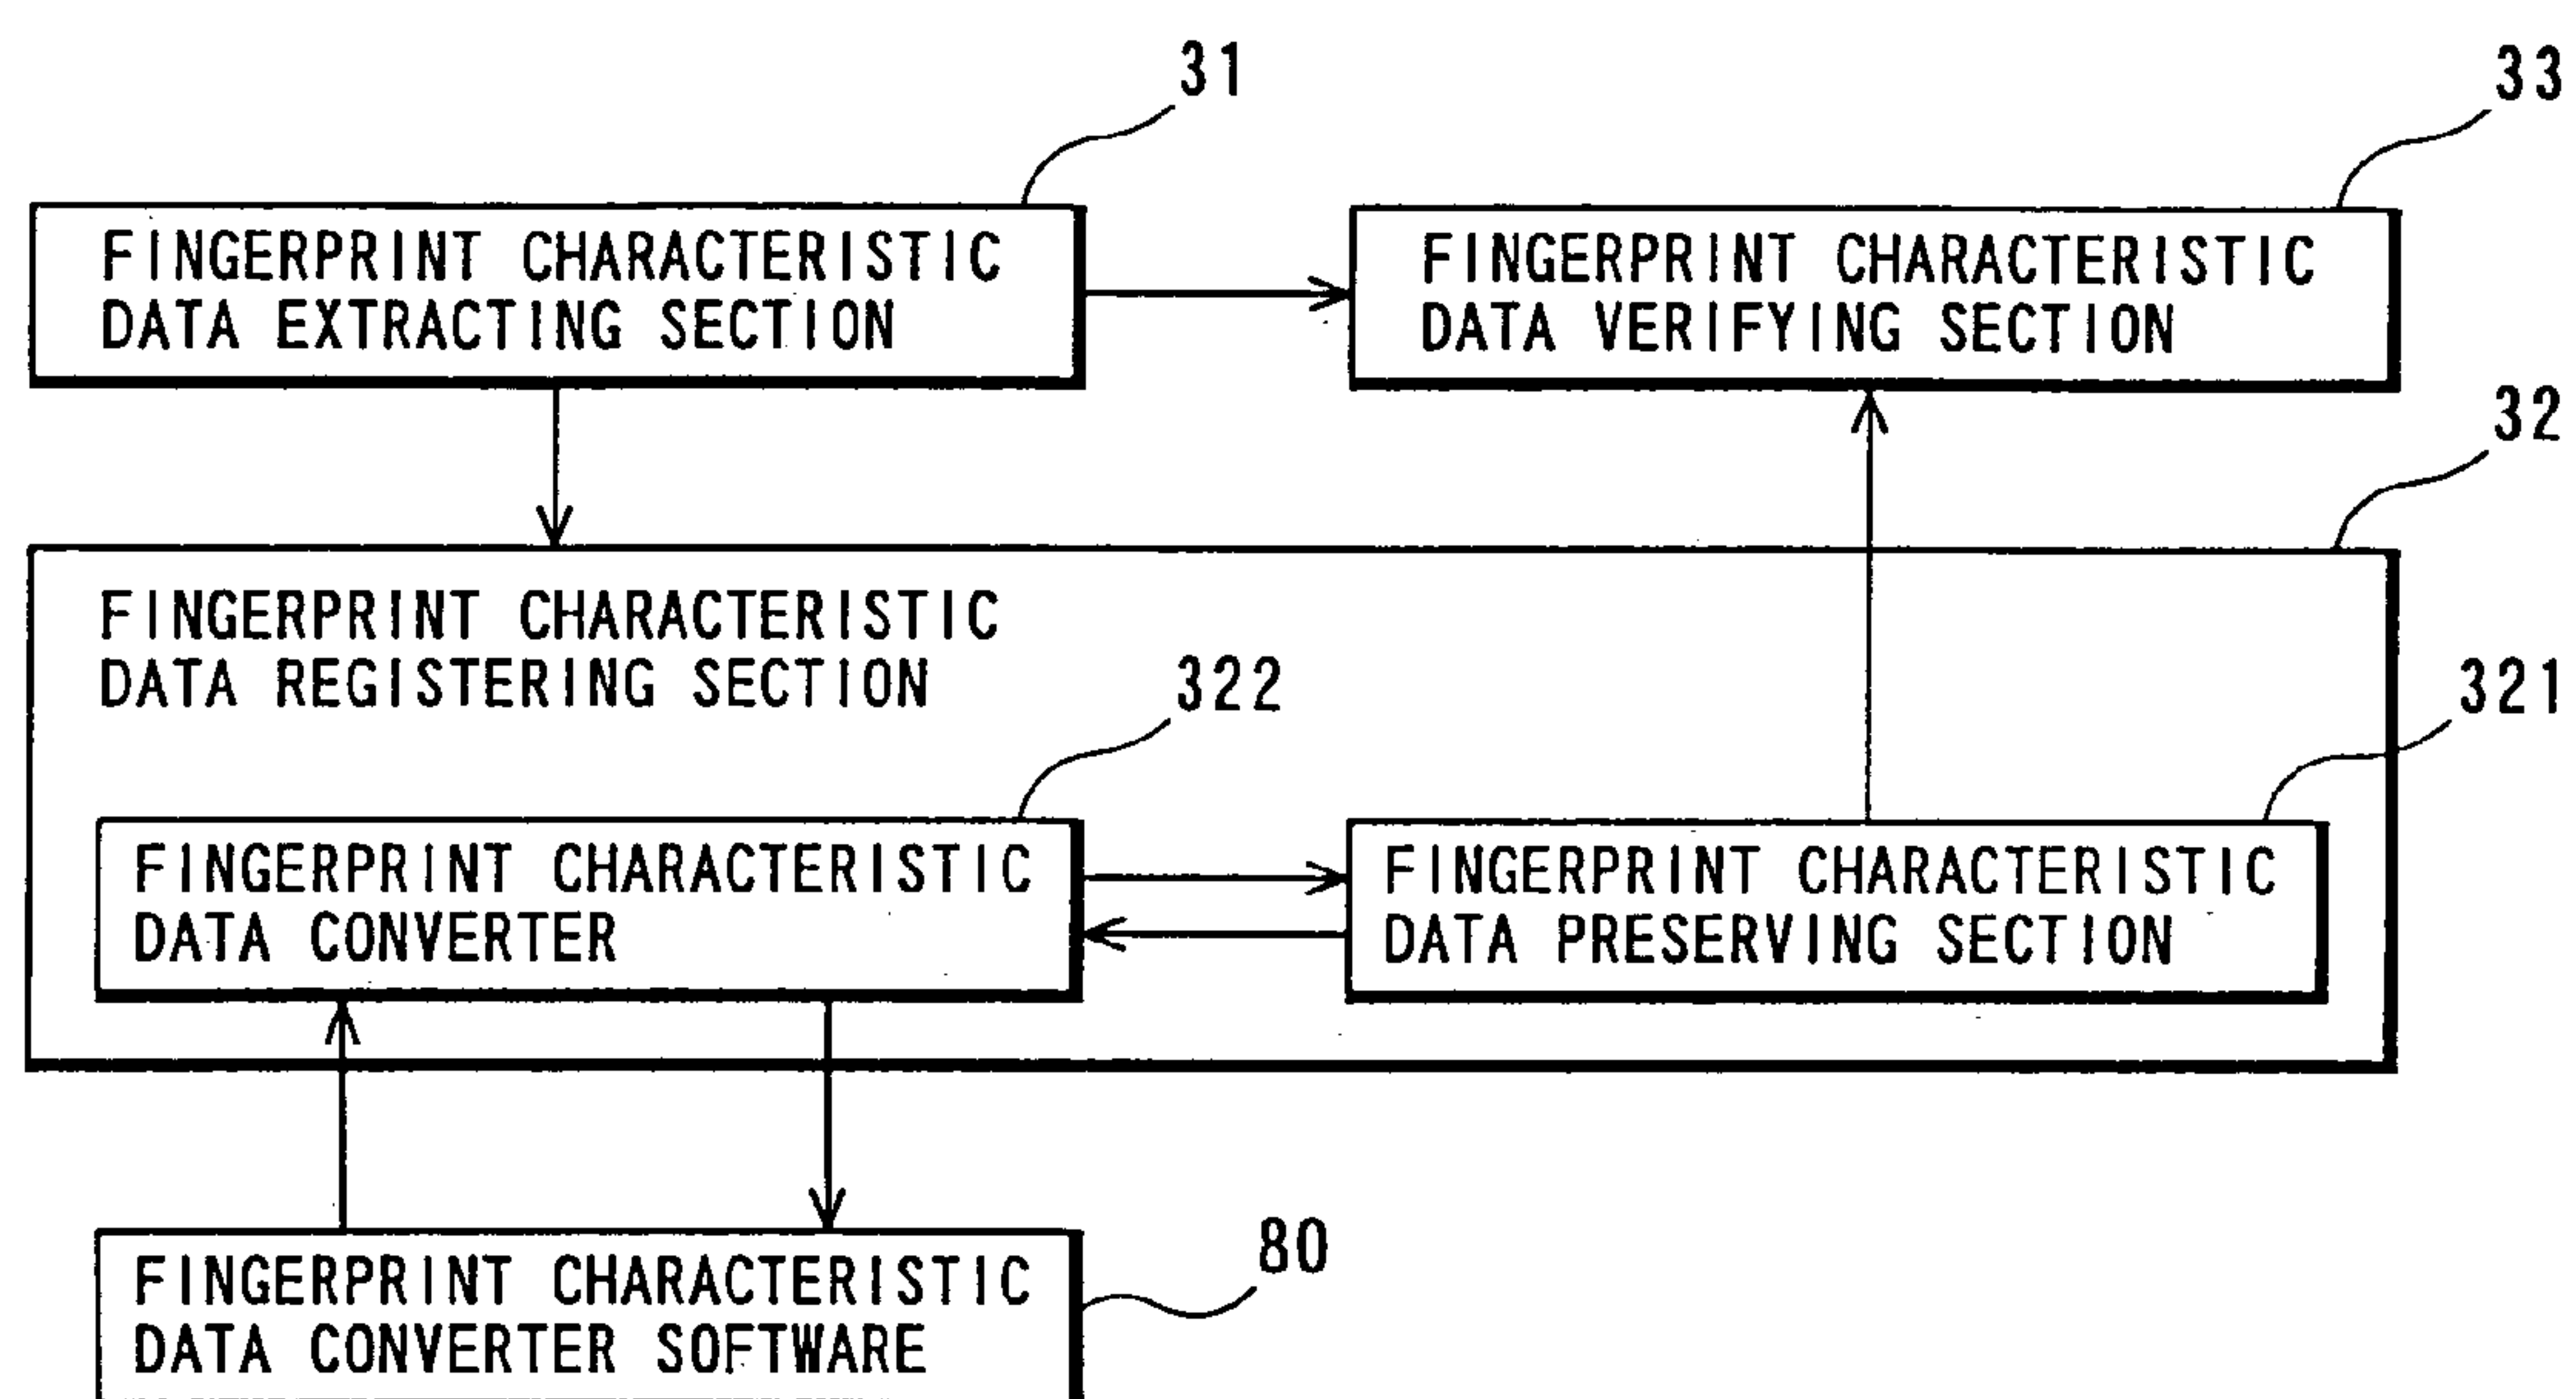 31
33
FINGERPRINT CHARACTERISTIC
DATA EXTRACTING SECTION
FINGERPRINT CHARACTERISTIC
DATA VERIFYING SECTION
32
FINGERPRINT CHARACTERISTIC
DATA REGISTERING SECTION
322
321
FINGERPRINT CHARACTERISTIC
DATA CONVERTER
FINGERPRINT CHARACTERISTIC
DATA PRESERVING SECTION
80
FINGERPRINT CHARACTERISTIC
DATA CONVERTER SOFTWARE